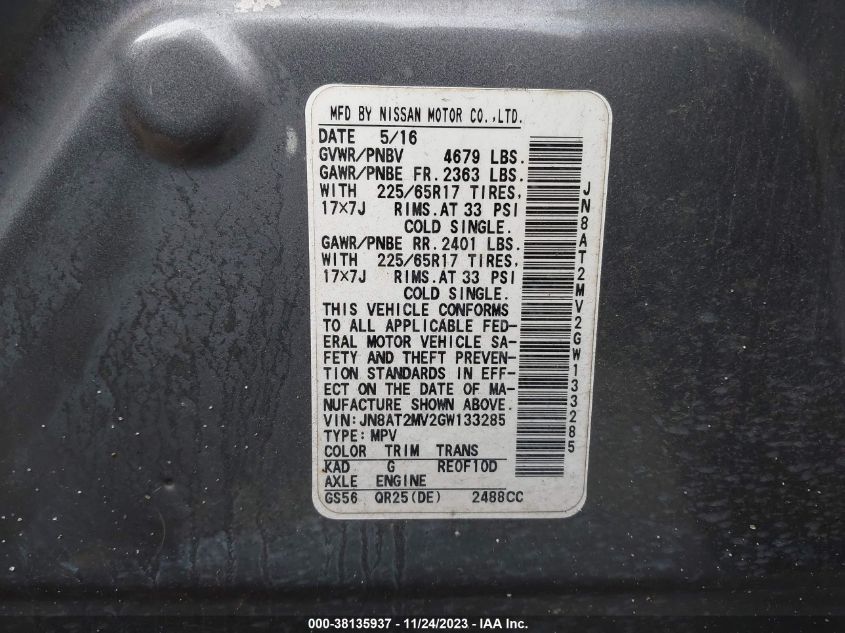 MFD BY NISSAN MOTOR CO.,LTD.
DATE 5/16
GVWR/PNBV 4679 LBS.
GAWR/PNBE FR.2363 LBS.
WITH 225/65R17 TIRES,
17×7J RIMS.AT 33 PSI
COLD SINGLE.
GAWR/PNBE RR.2401 LBS.
WITH 225/65R17 TIRES,
17×7J RIMS.AT 33 PSI
COLD SINGLE.
THIS VEHICLE CONFORMS
TO ALL APPLICABLE FED-
ERAL MOTOR VEHICLE SA-
FETY AND THEFT PREVEN-
TION STANDARDS IN EFF-
ECT ON THE DATE OF MA-
NUFACTURE SHOWN ABOVE.
VIN:JN8AT2MV2GW133285
TYPE:MPV
COLOR TRIM TRANS
KAD G RE0F10D
AXLE ENGINE
GS56 QR25(DE) 2488CC
JN8AT2MV2GW133285
000-38135937 - 11/24/2023 - IAA Inc.